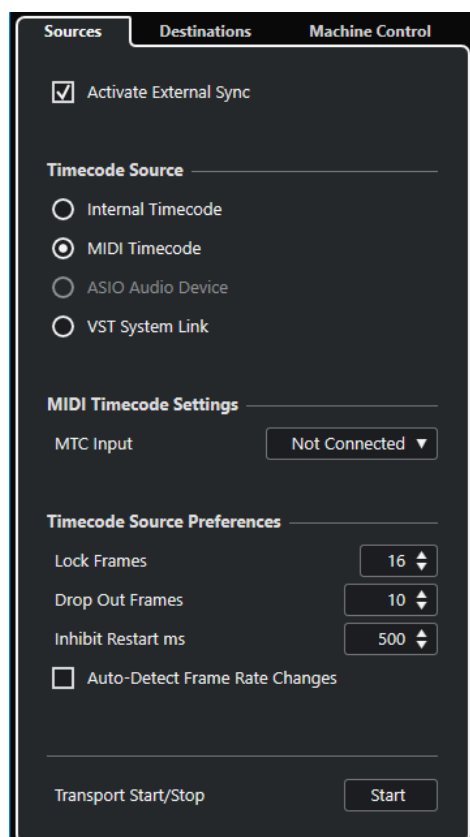 Sources Destinations Machine Control
Activate External Sync
Timecode Source
Internal Timecode
MIDI Timecode
ASIO Audio Device
VST System Link
MIDI Timecode Settings
MTC Input Not Connected
Timecode Source Preferences
Lock Frames 16
Drop Out Frames 10
Inhibit Restart ms 500
Auto-Detect Frame Rate Changes
Transport Start/Stop Start